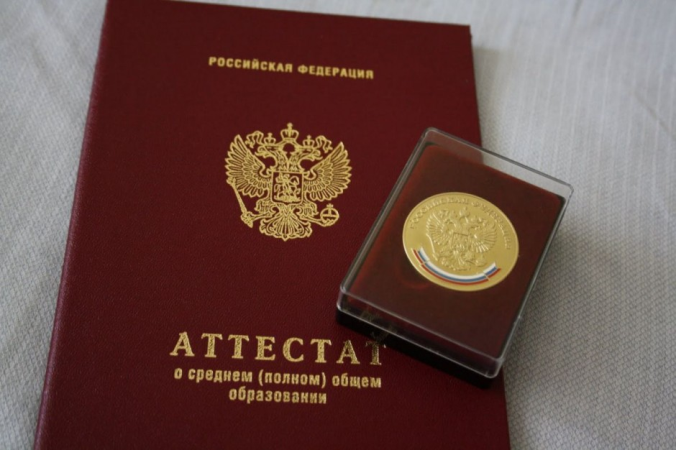 РОССИЙСКАЯ ФЕДЕРАЦИЯ
АТТЕСТАТ
о среднем (полном) общем
образовании